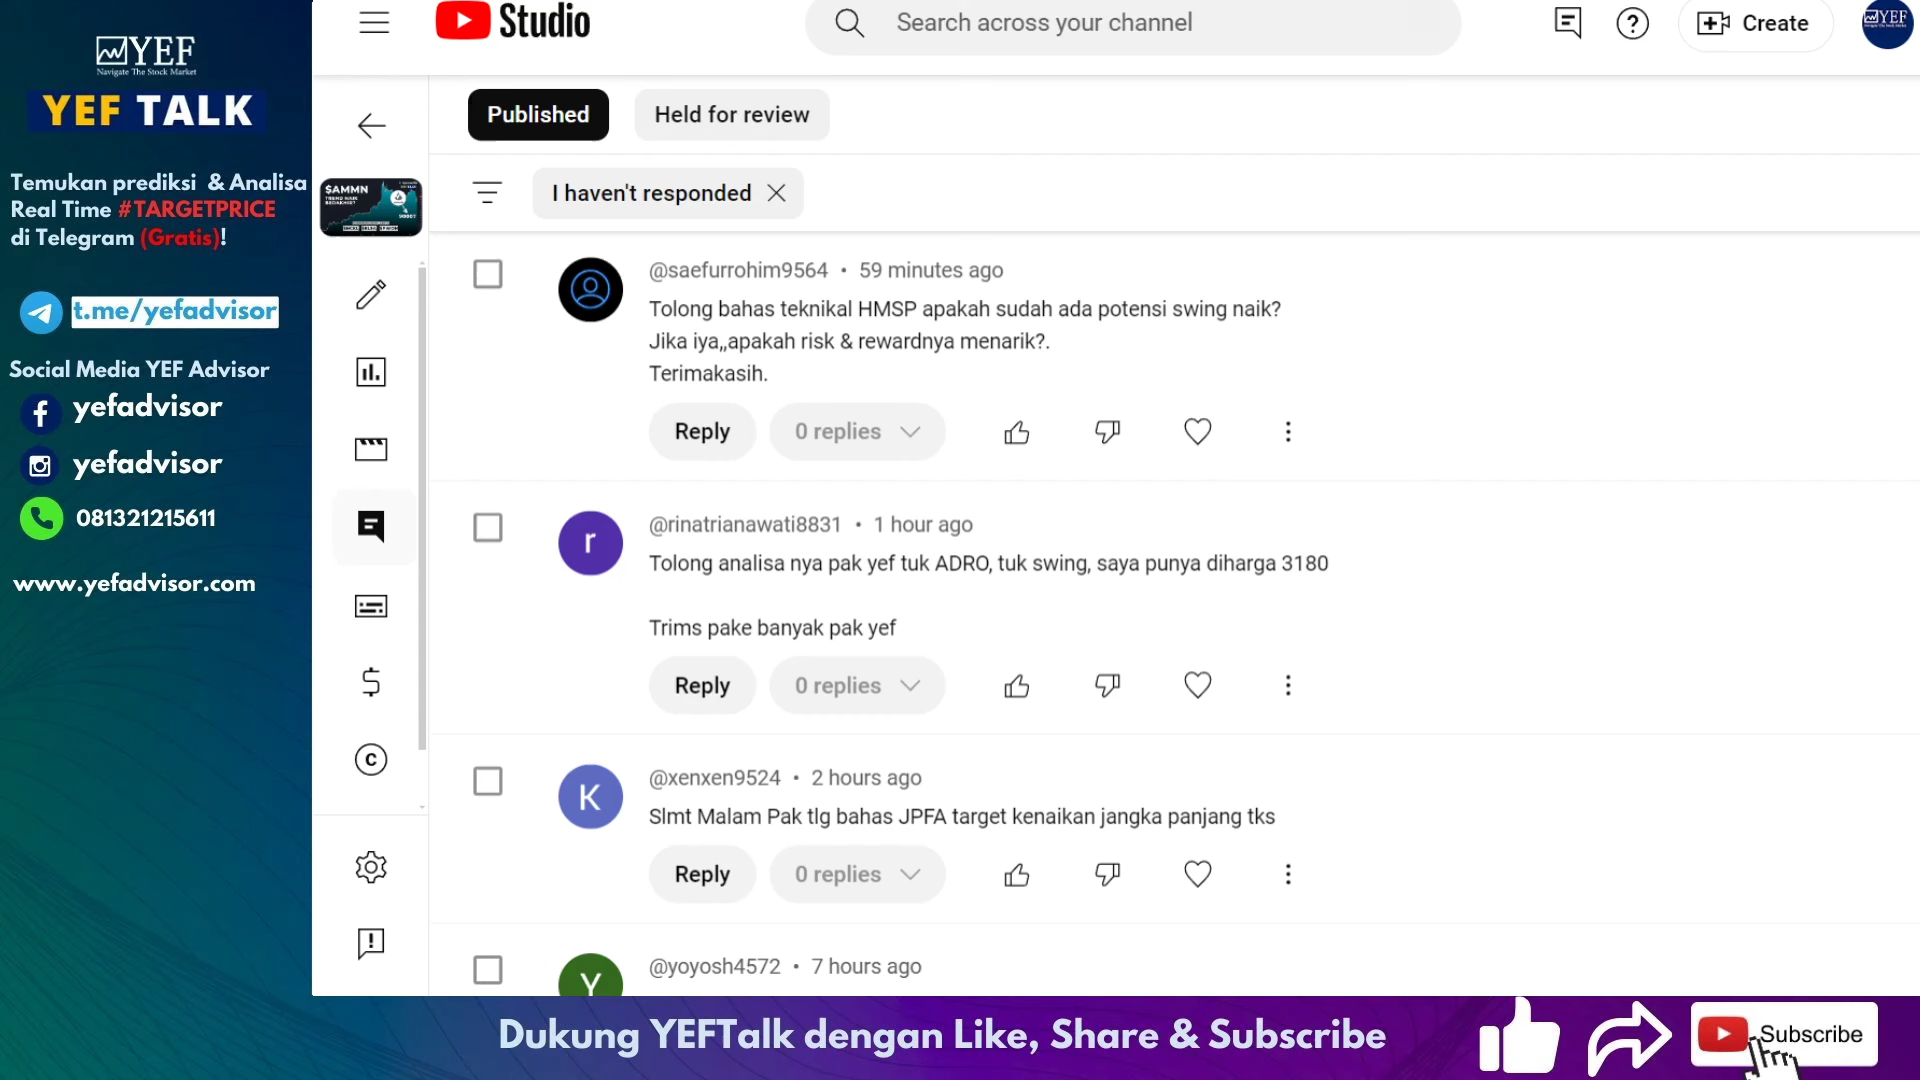 YEF
Navigate The Stock Market
YEF TALK
Temukan prediksi & Analisa
Real Time #TARGETPRICE
di Telegram (Gratis)!
t.me/yefadvisor
Social Media YEF Advisor
yefadvisor
yefadvisor
081321215611
www.yefadvisor.com
Studio
Search across your channel
Create
YEF
Published
Held for review
I haven't responded
$AMMN
@saefurrohim9564 • 59 minutes ago
Tolong bahas teknikal HMSP apakah sudah ada potensi swing naik?
Jika iya,,apakah risk & rewardnya menarik?.
Terimakasih.
Reply
0 replies
r
@rinatrianawati8831 • 1 hour ago
Tolong analisa nya pak yef tuk ADRO, tuk swing, saya punya diharga 3180
Trims pake banyak pak yef
Reply
0 replies
K
@xenxen9524 • 2 hours ago
Slmt Malam Pak tlg bahas JPFA target kenaikan jangka panjang tks
Reply
0 replies
Y
@yoyosh4572 • 7 hours ago
Dukung YEFTalk dengan Like, Share & Subscribe
Subscribe